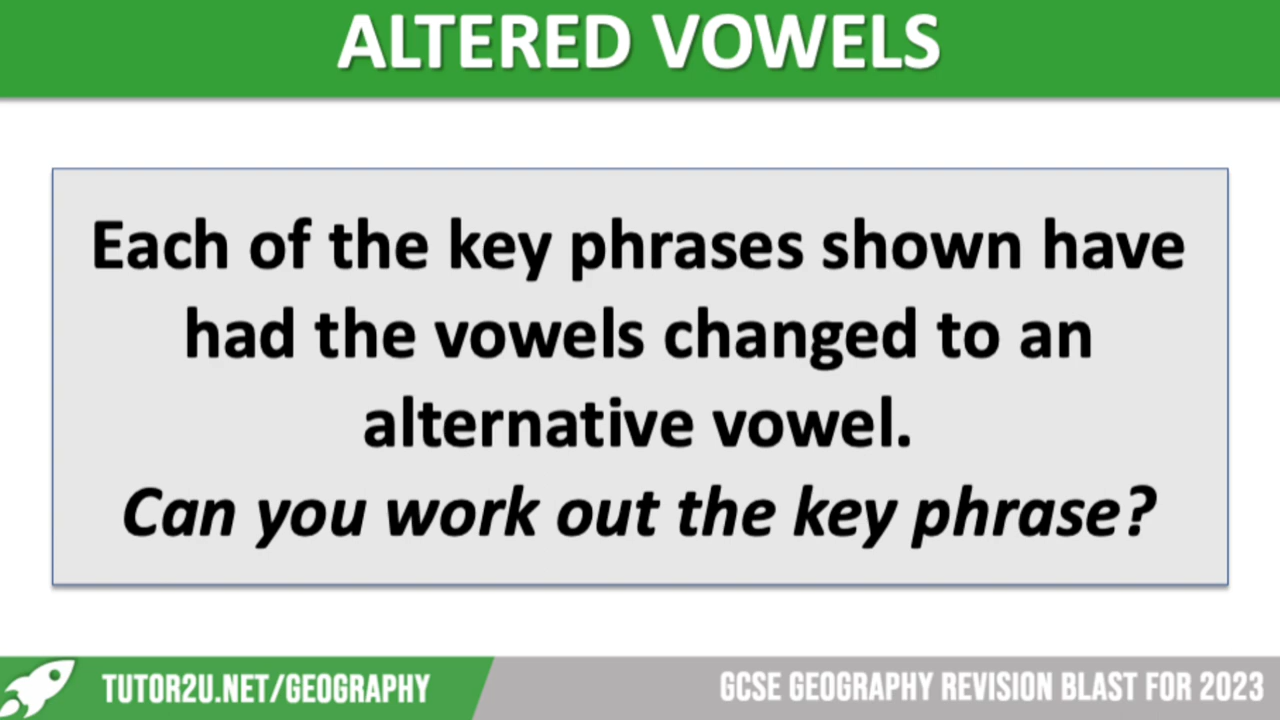 ALTERED VOWELS
Each of the key phrases shown have
had the vowels changed to an
alternative vowel.
Can you work out the key phrase?
TUTOR2U.NET/GEOGRAPHY
GCSE GEOGRAPHY REVISION BLAST FOR 2023